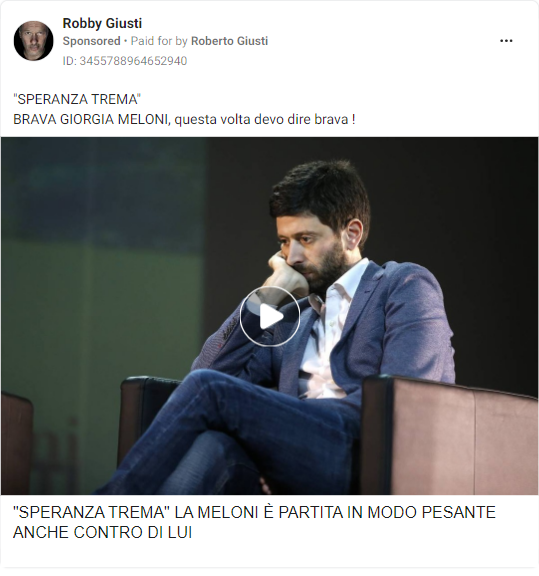 Robby Giusti
Sponsored • Paid for by Roberto Giusti
ID: 3455788964652940
"SPERANZA TREMA"
BRAVA GIORGIA MELONI, questa volta devo dire brava !
"SPERANZA TREMA" LA MELONI È PARTITA IN MODO PESANTE
ANCHE CONTRO DI LUI